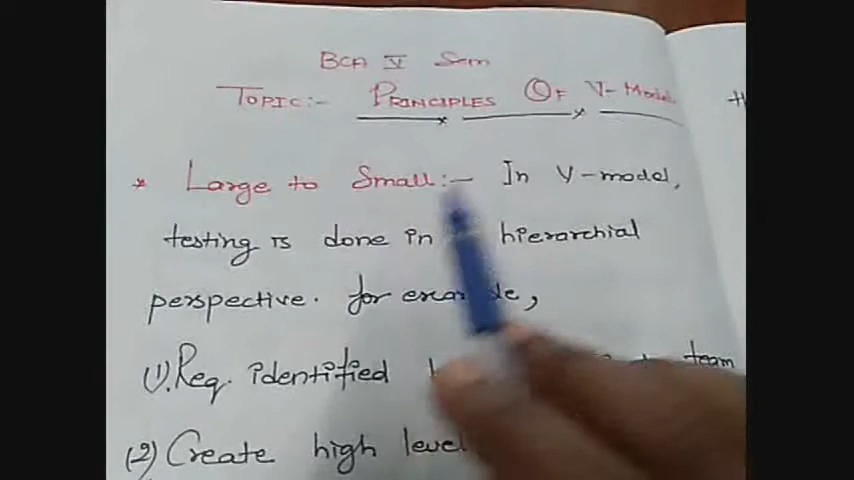 BCA V Sem
TOPIC:- PRINCIPLES OF V-Model
* Large to Small:- In V-model,
testing is done in hierarchial
perspective. for
(1). Req. identified team
(2) Create high level